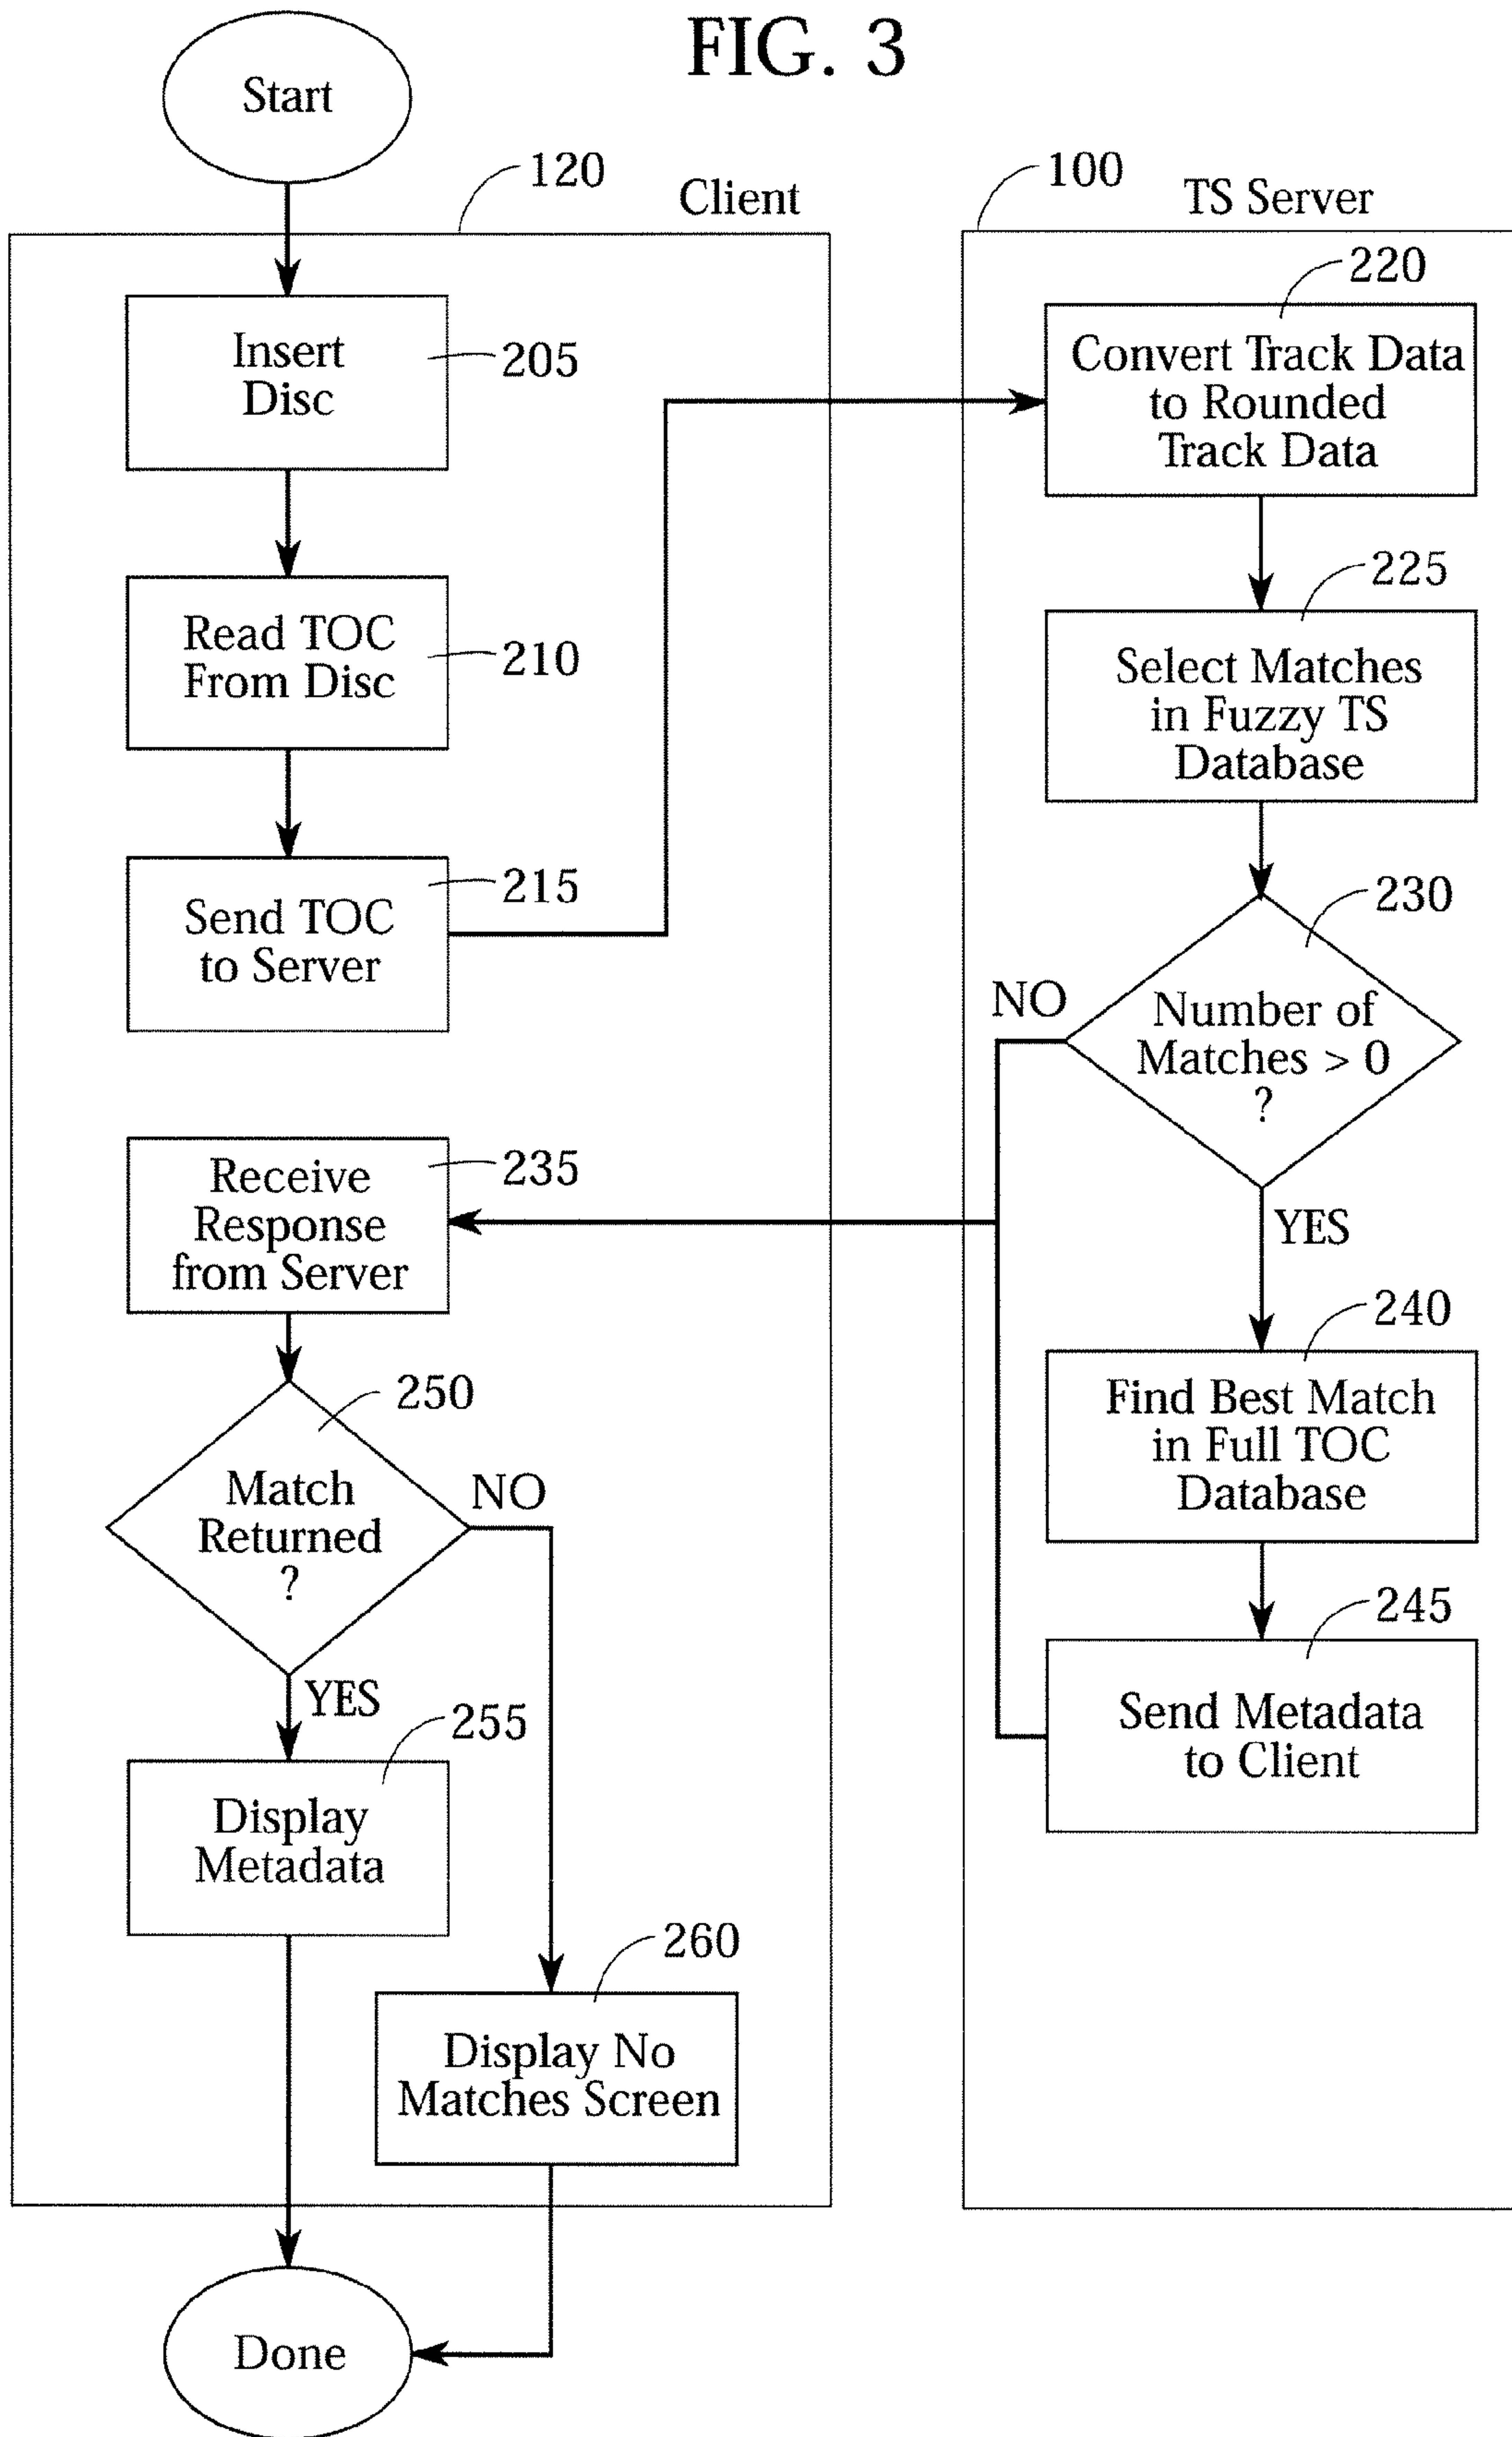 FIG. 3
Start
120
Client
100
TS Server
Insert
Disc
205
Read TOC
From Disc
210
Send TOC
to Server
215
220
Convert Track Data
to Rounded
Track Data
225
Select Matches
in Fuzzy TS
Database
230
Number of
Matches > 0
?
NO
YES
Receive
Response
from Server
235
240
Find Best Match
in Full TOC
Database
245
Send Metadata
to Client
250
Match
Returned
?
NO
YES
255
Display
Metadata
260
Display No
Matches Screen
Done